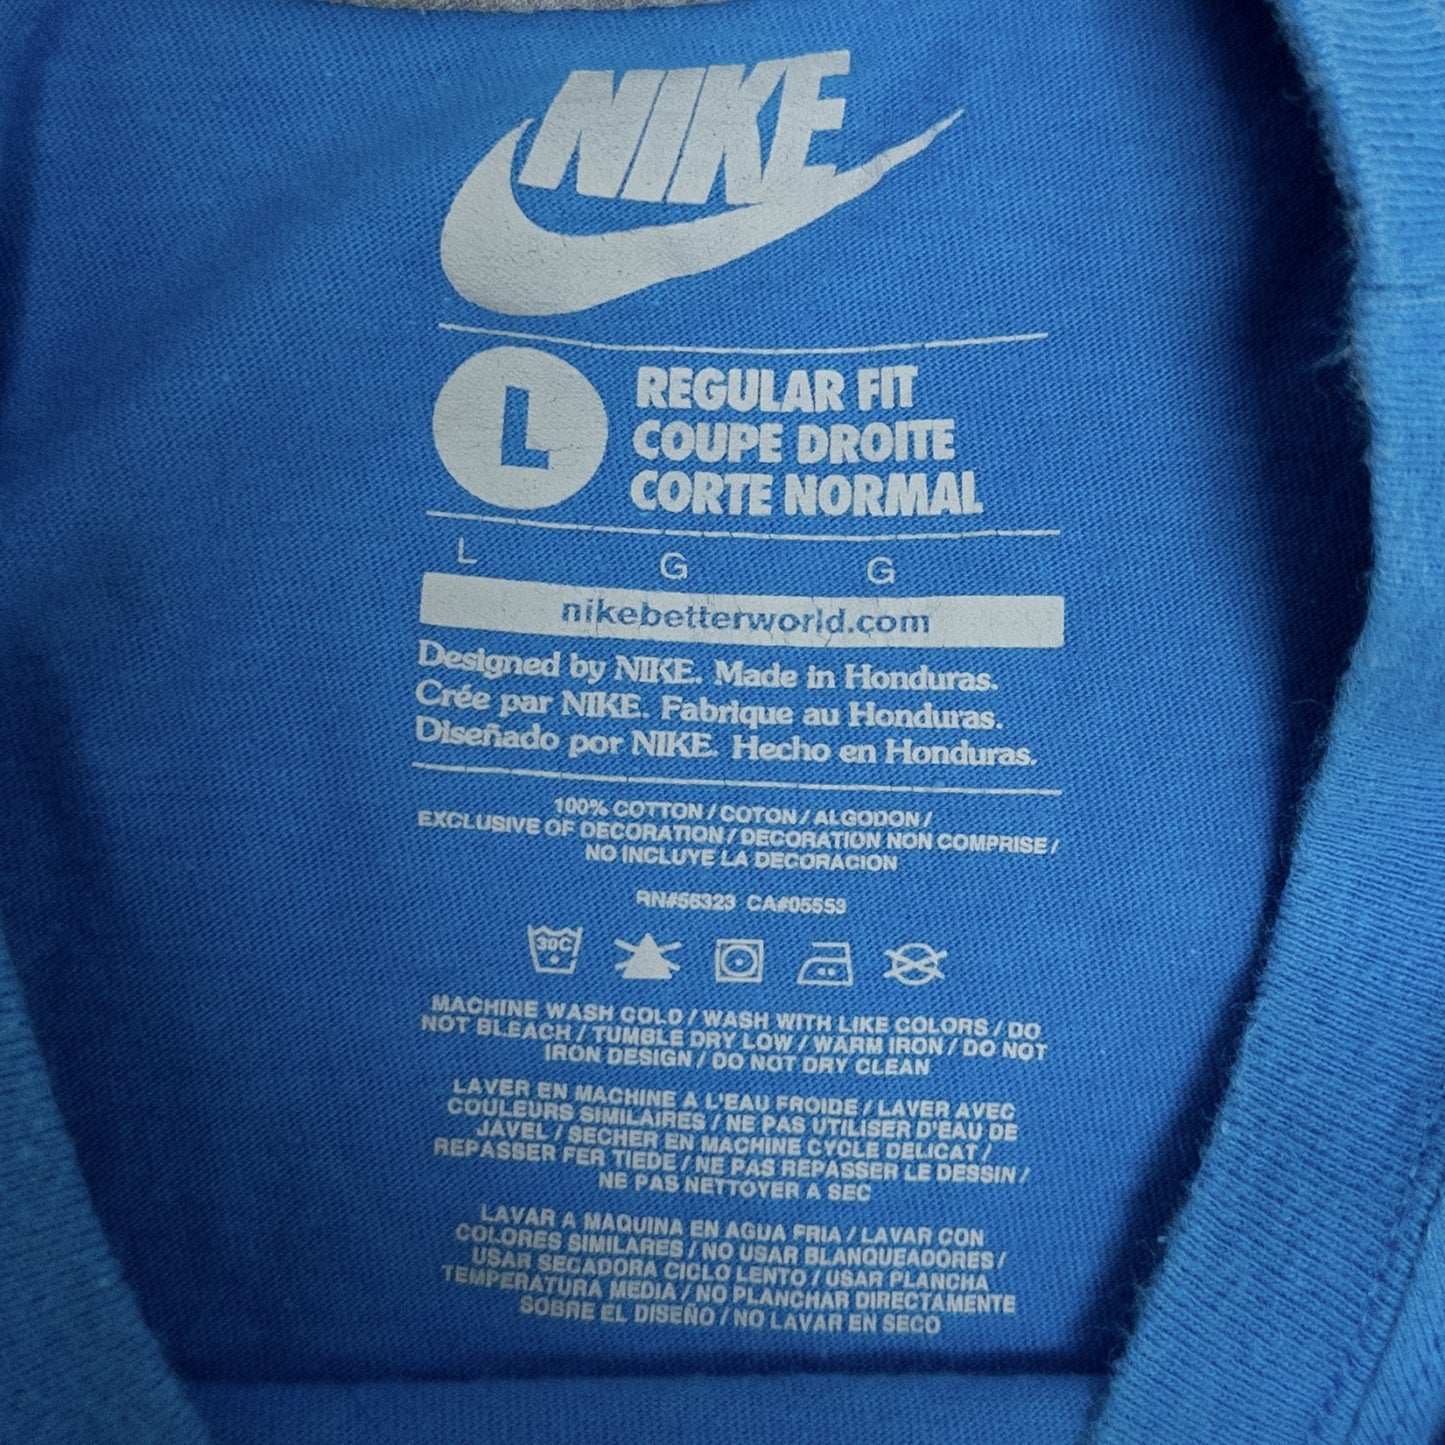 NIKE
L
REGULAR FIT
COUPE DROITE
CORTE NORMAL
L G G
nikebetterworld.com
Designed by NIKE. Made in Honduras.
Crée par NIKE. Fabrique au Honduras.
Diseñado por NIKE. Hecho en Honduras.
100% COTTON / COTON / ALGODON /
EXCLUSIVE OF DECORATION / DECORATION NON COMPRISE /
NO INCLUYE LA DECORACION
RN#56323 CA#05553
30C
MACHINE WASH COLD / WASH WITH LIKE COLORS / DO
NOT BLEACH / TUMBLE DRY LOW / WARM IRON / DO NOT
IRON DESIGN / DO NOT DRY CLEAN
LAVER EN MACHINE A L'EAU FROIDE / LAVER AVEC
COULEURS SIMILAIRES / NE PAS UTILISER D'EAU DE
JAVEL / SECHER EN MACHINE CYCLE DELICAT /
REPASSER FER TIEDE / NE PAS REPASSER LE DESSIN /
NE PAS NETTOYER A SEC
LAVAR A MAQUINA EN AGUA FRIA / LAVAR CON
COLORES SIMILARES / NO USAR BLANQUEADORES /
USAR SECADORA CICLO LENTO / USAR PLANCHA
TEMPERATURA MEDIA / NO PLANCHAR DIRECTAMENTE
SOBRE EL DISEÑO / NO LAVAR EN SECO